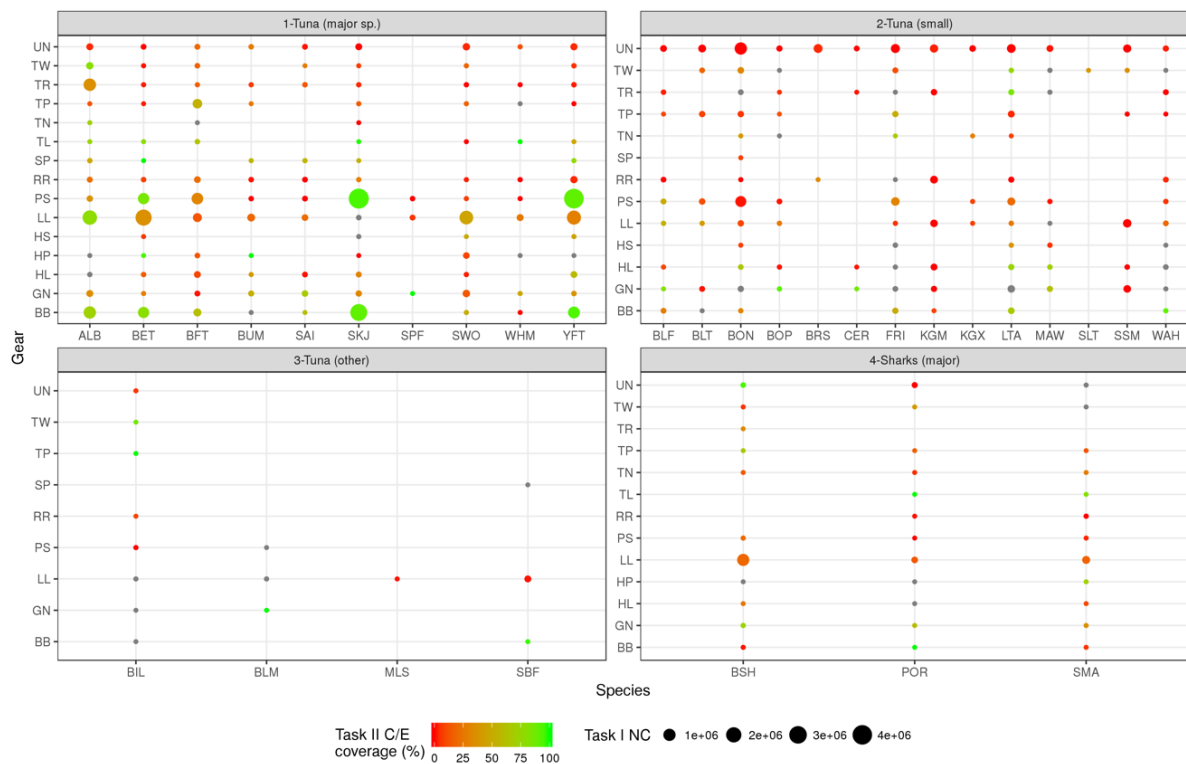 1-Tuna (major sp.)
2-Tuna (small)
UN
TW
TR
TP
TN
TL
SP
RR
PS
LL
HS
HP
HL
GN
BB
ALB BET BFT BUM SAI SKJ SPF SWO WHM YFT
UN
TW
TR
TP
TN
SP
RR
PS
LL
HS
HL
GN
BB
BLF BLT BON BOP BRS CER FRI KGM KGX LTA MAW SLT SSM WAH
Gear
3-Tuna (other)
4-Sharks (major)
UN
TW
TP
SP
RR
PS
LL
GN
BB
BIL BLM MLS SBF
UN
TW
TR
TP
TN
TL
RR
PS
LL
HP
HL
GN
BB
BSH POR SMA
Species
Task II C/E
coverage (%)
0 25 50 75 100
Task I NC
1e+06 2e+06 3e+06 4e+06